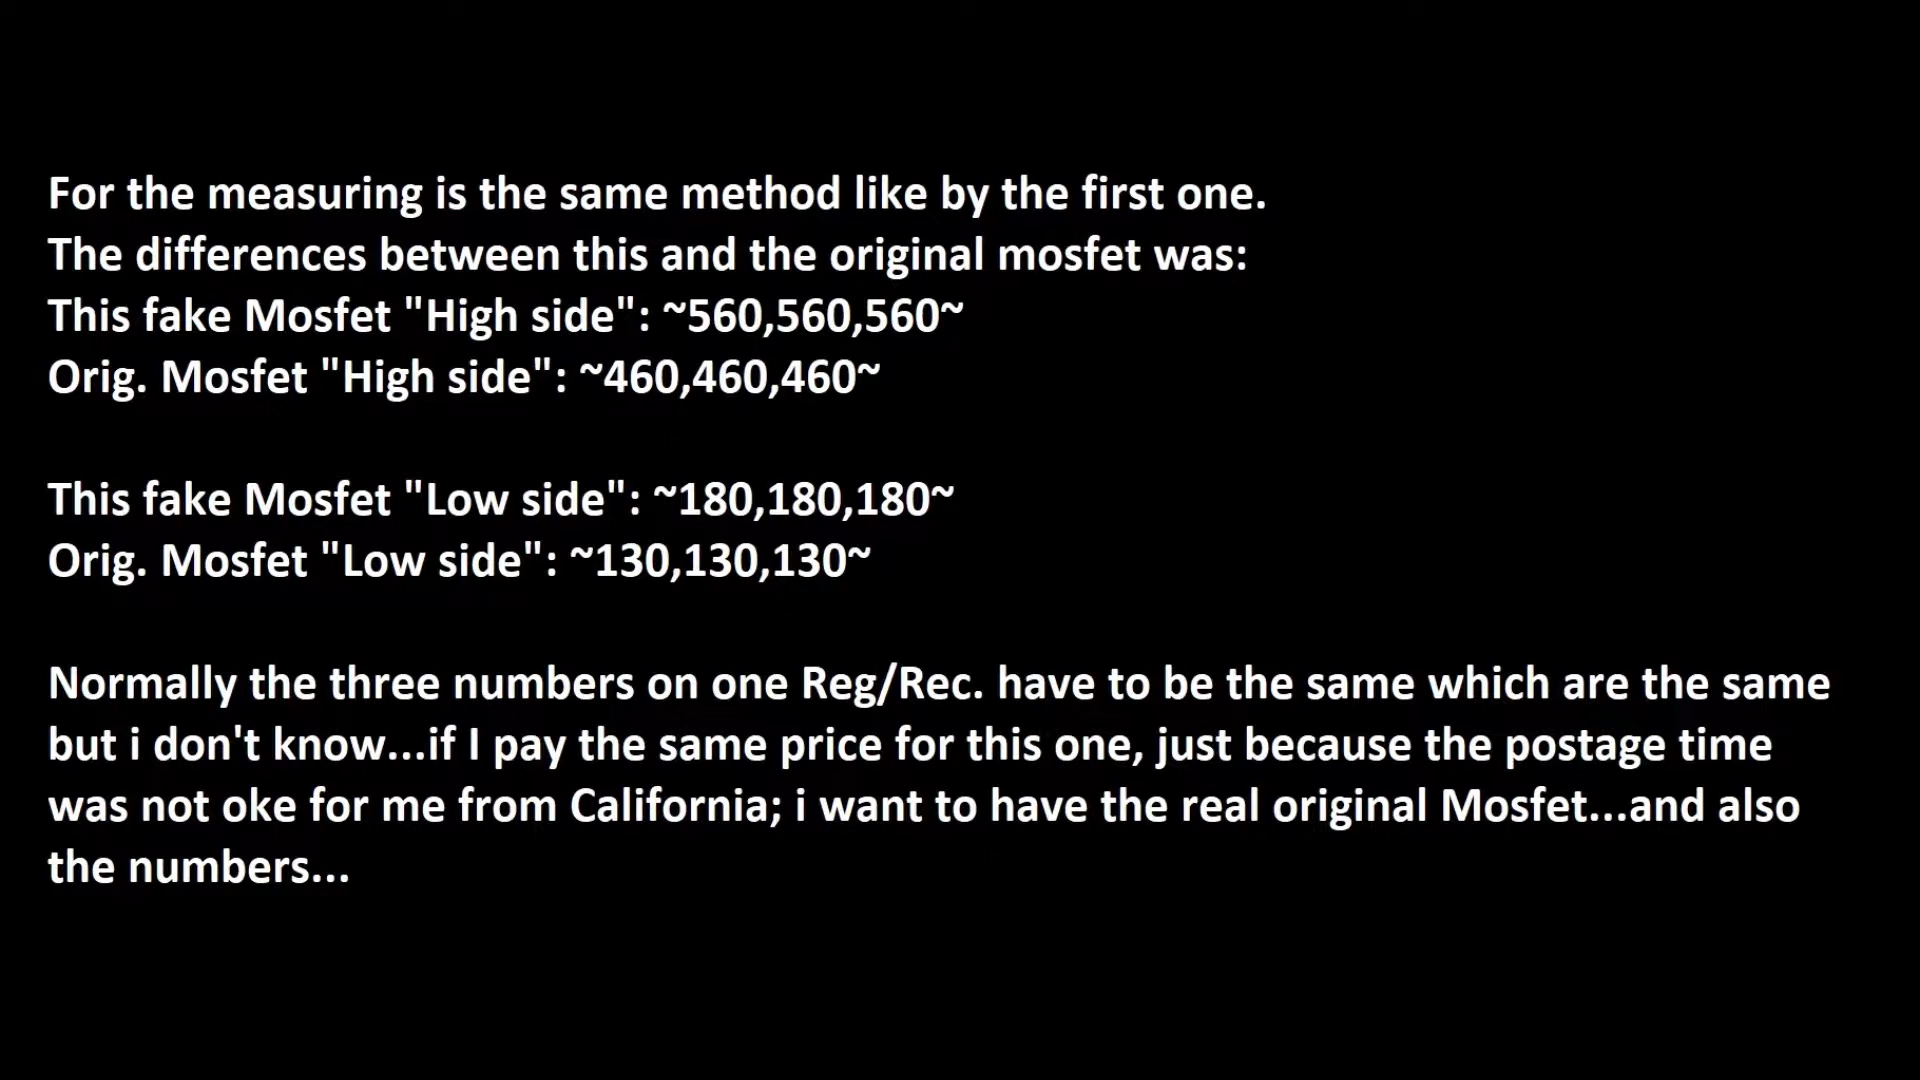 For the measuring is the same method like by the first one.
The differences between this and the original mosfet was:
This fake Mosfet "High side": ~560,560,560~
Orig. Mosfet "High side": ~460,460,460~
This fake Mosfet "Low side": ~180,180,180~
Orig. Mosfet "Low side": ~130,130,130~
Normally the three numbers on one Reg/Rec. have to be the same which are the same
but i don't know...if I pay the same price for this one, just because the postage time
was not oke for me from California; i want to have the real original Mosfet...and also
the numbers...